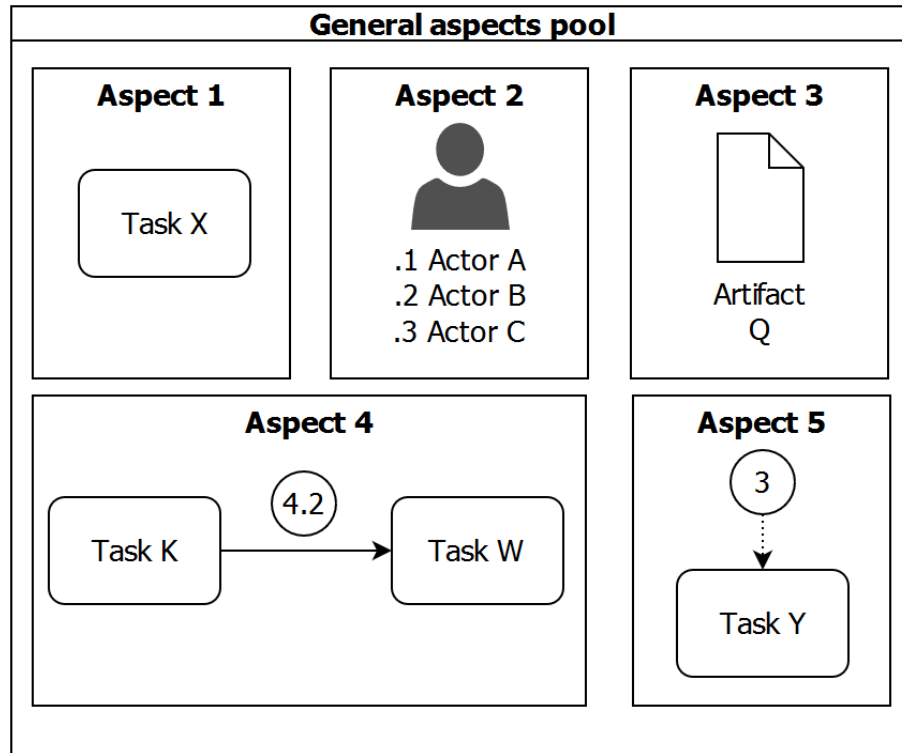 General aspects pool
Aspect 1
Task X
Aspect 2
.1 Actor A
.2 Actor B
.3 Actor C
Aspect 3
Artifact
Q
Aspect 4
Task K
4.2
Task W
Aspect 5
3
Task Y